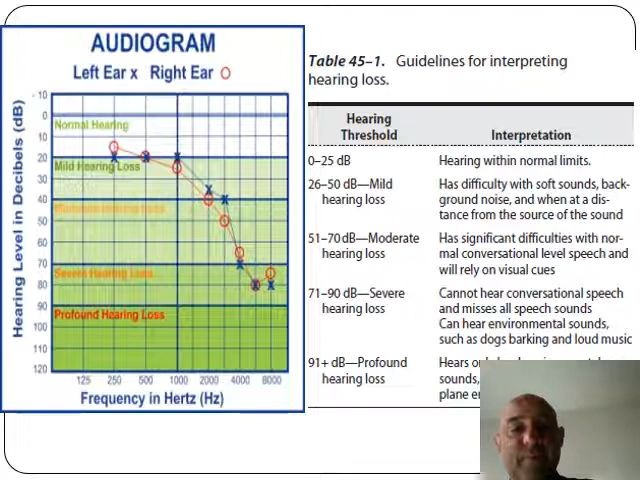 AUDIOGRAM
Left Ear x Right Ear O
Hearing Level in Decibels (dB)
- 10
0
10
20
30
40
50
60
70
80
90
100
110
120
Normal Hearing
Mild Hearing Loss
Severe Hearing Loss
Profound Hearing Loss
125 250 500 1000 2000 4000 8000
Frequency in Hertz (Hz)
Table 45–1. Guidelines for interpreting
hearing loss.
Hearing
Threshold
Interpretation
0–25 dB
Hearing within normal limits.
26–50 dB—Mild
hearing loss
Has difficulty with soft sounds, back-
ground noise, and when at a dis-
tance from the source of the sound
51–70 dB—Moderate
hearing loss
Has significant difficulties with nor-
mal conversational level speech and
will rely on visual cues
71–90 dB—Severe
hearing loss
Cannot hear conversational speech
and misses all speech sounds
Can hear environmental sounds,
such as dogs barking and loud music
91+ dB—Profound
hearing loss
Hears
sounds,
plane